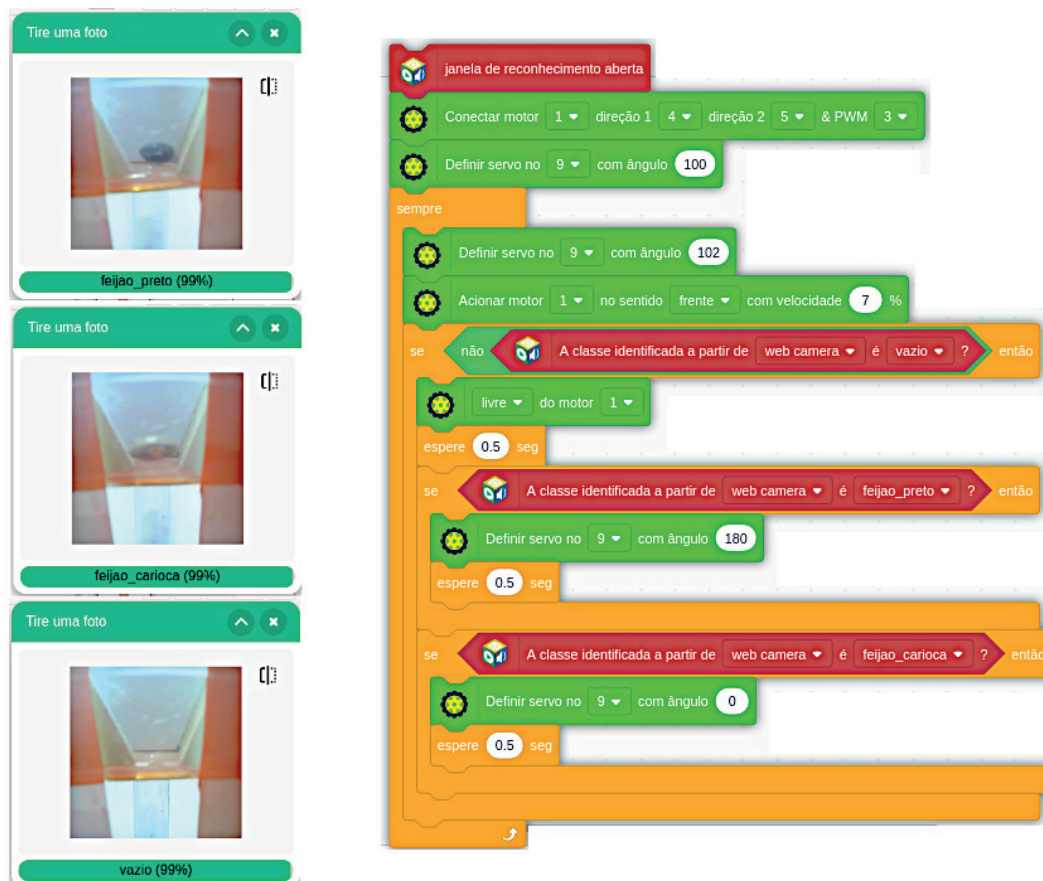 Tire uma foto
feijao_preto (99%)
Tire uma foto
feijao_carioca (99%)
Tire uma foto
vazio (99%)
janela de reconhecimento aberta
Conectar motor 1 direção 1 4 direção 2 5 & PWM 3
Definir servo no 9 com ângulo 100
sempre
Definir servo no 9 com ângulo 102
Acionar motor 1 no sentido frente com velocidade 7 %
se não A classe identificada a partir de web camera é vazio ? então
livre do motor 1
espere 0.5 seg
se A classe identificada a partir de web camera é feijao_preto ? então
Definir servo no 9 com ângulo 180
espere 0.5 seg
se A classe identificada a partir de web camera é feijao_carioca ? então
Definir servo no 9 com ângulo 0
espere 0.5 seg